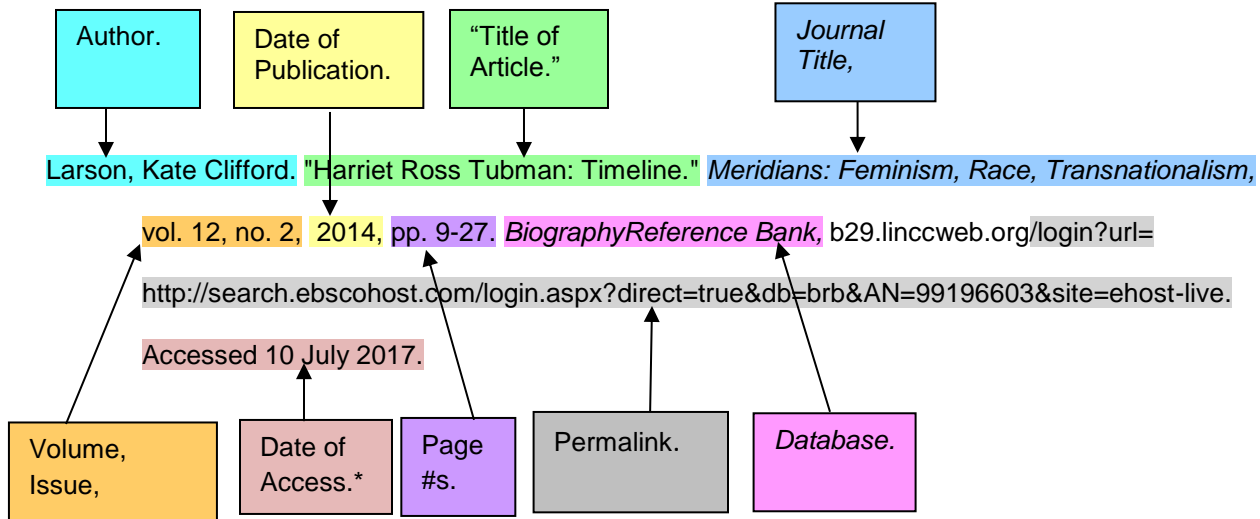 Author.
Date of
Publication.
“Title of
Article.”
Journal
Title,
Larson, Kate Clifford. "Harriet Ross Tubman: Timeline." Meridians: Feminism, Race, Transnationalism,
vol. 12, no. 2, 2014, pp. 9-27. BiographyReference Bank, b29.linccweb.org/login?url=
http://search.ebscohost.com/login.aspx?direct=true&db=brb&AN=99196603&site=ehost-live.
Accessed 10 July 2017.
Volume,
Issue,
Date of
Access.*
Page
#s.
Permalink.
Database.